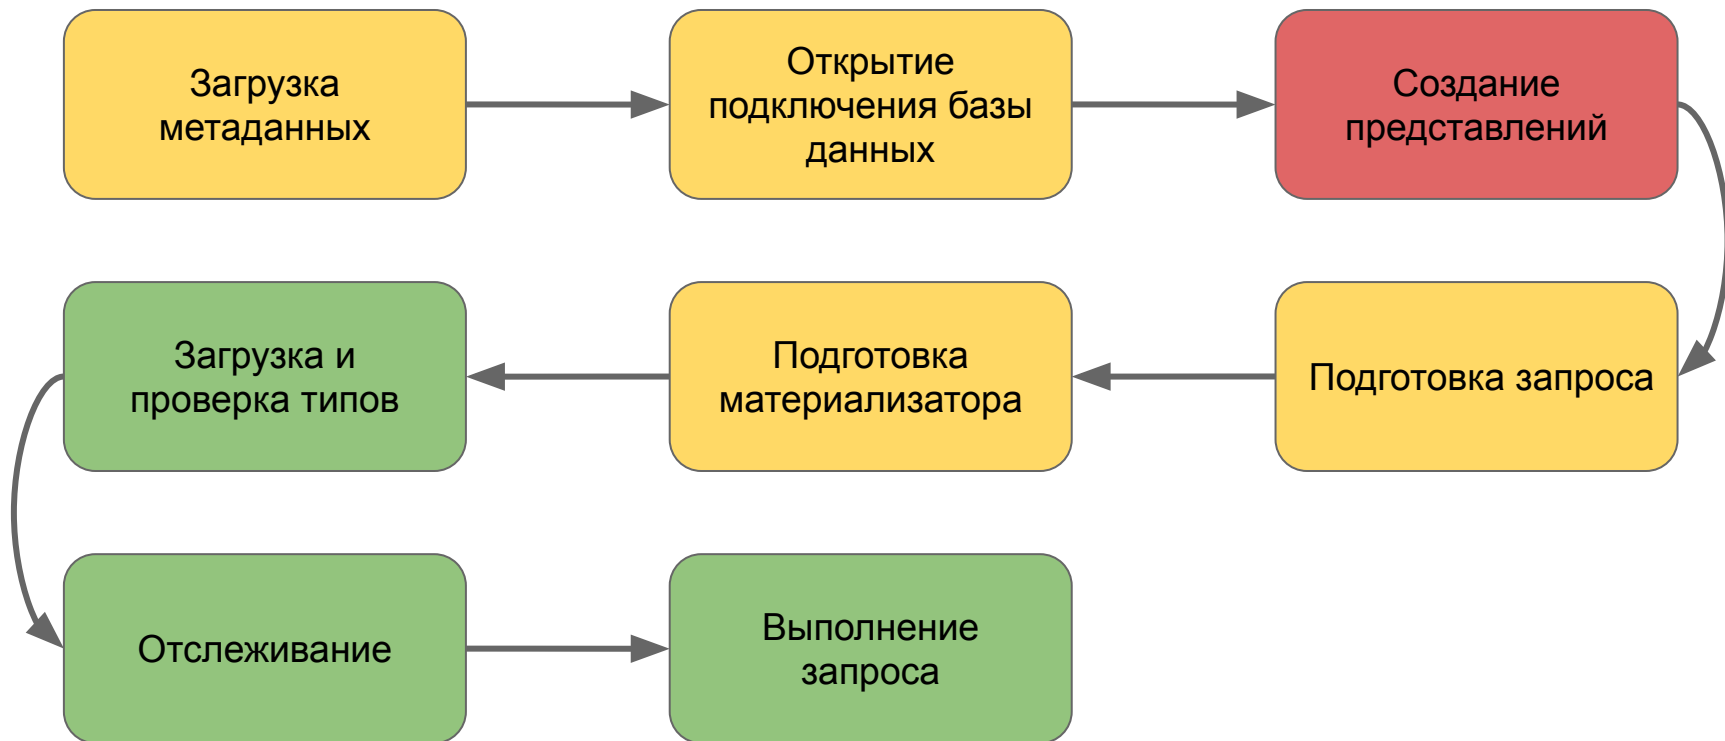 Загрузка
метаданных
Открытие
подключения базы
данных
Создание
представлений
Подготовка запроса
Подготовка
материализатора
Загрузка и
проверка типов
Отслеживание
Выполнение
запроса